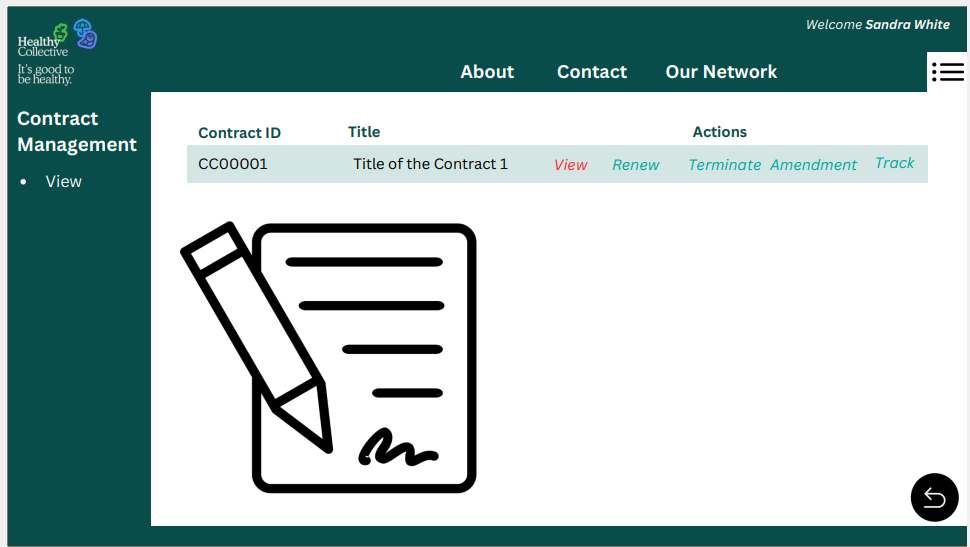 Welcome Sandra White
Healthy
Collective
It's good to
be healthy.
About Contact Our Network
Contract
Management
• View
Contract ID Title Actions
CC00001 Title of the Contract 1 View Renew Terminate Amendment Track